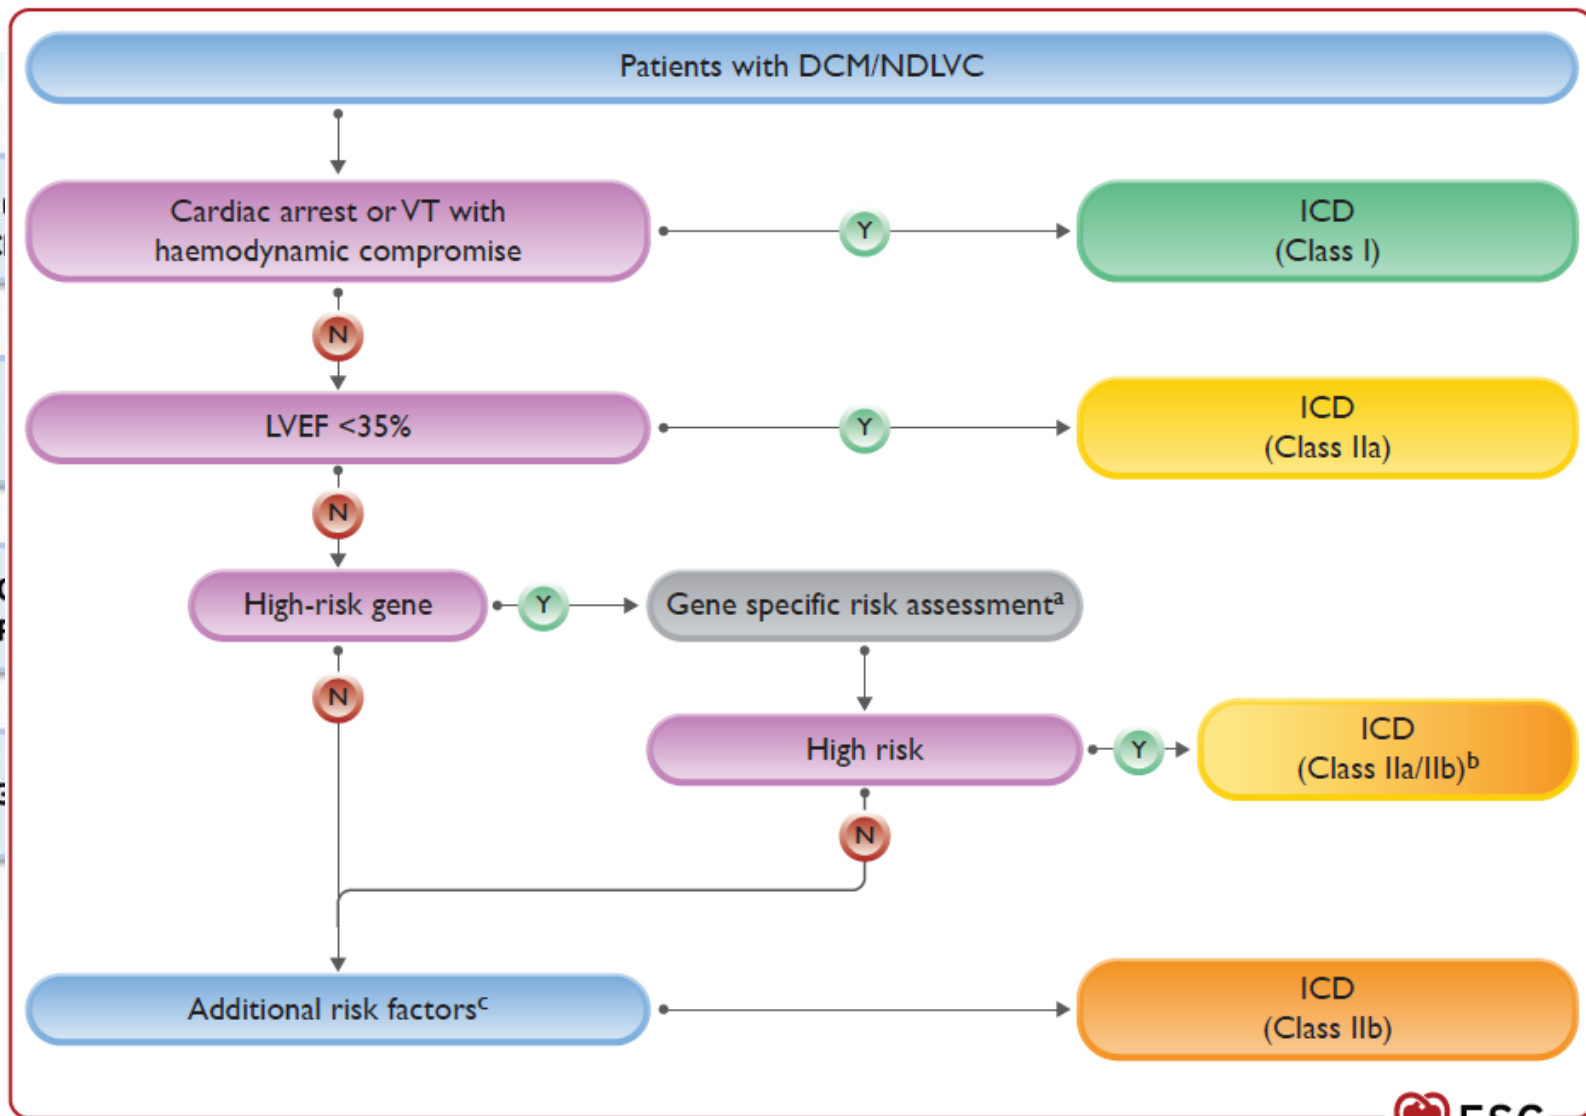 Patients with DCM/NDLVC
Cardiac arrest or VT with
haemodynamic compromise
Y
ICD
(Class I)
N
LVEF <35%
Y
ICD
(Class IIa)
N
High-risk gene
Y
Gene specific risk assessmentᵃ
N
High risk
Y
ICD
(Class IIa/IIb)ᵇ
N
Additional risk factorsᶜ
ICD
(Class IIb)
ESC